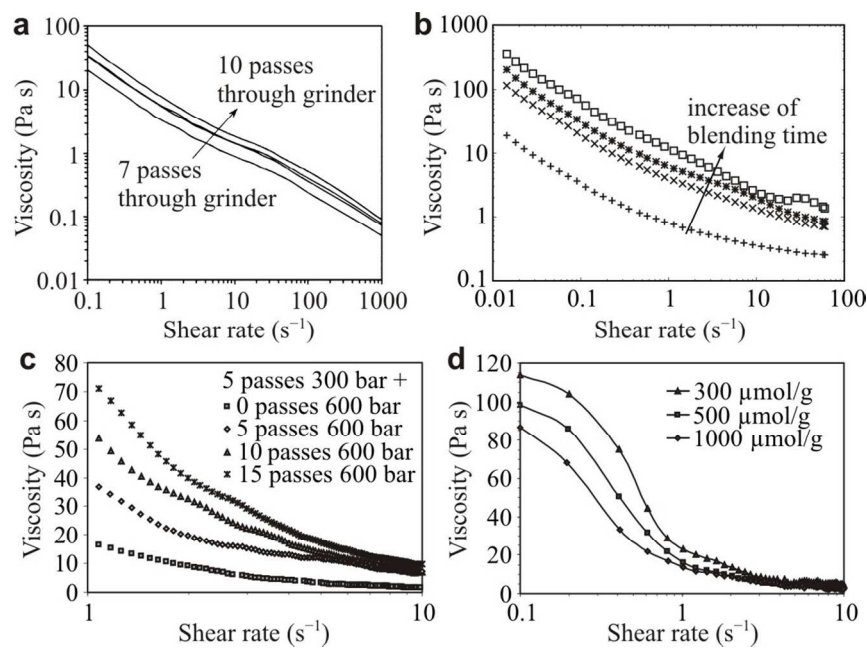 a
100
10
1
0.1
0.01
Viscosity (Pa s)
10 passes
through grinder
7 passes
through grinder
0.1
1
10
100
1000
Shear rate (s⁻¹)
b
1000
100
10
1
0.1
Viscosity (Pa s)
increase of
blending time
0.01
0.1
1
10
100
Shear rate (s⁻¹)
c
80
70
60
50
40
30
20
10
0
Viscosity (Pa s)
5 passes 300 bar +
0 passes 600 bar
5 passes 600 bar
10 passes 600 bar
15 passes 600 bar
1
10
Shear rate (s⁻¹)
d
120
100
80
60
40
20
0
Viscosity (Pa s)
300 µmol/g
500 µmol/g
1000 µmol/g
0.1
1
10
Shear rate (s⁻¹)